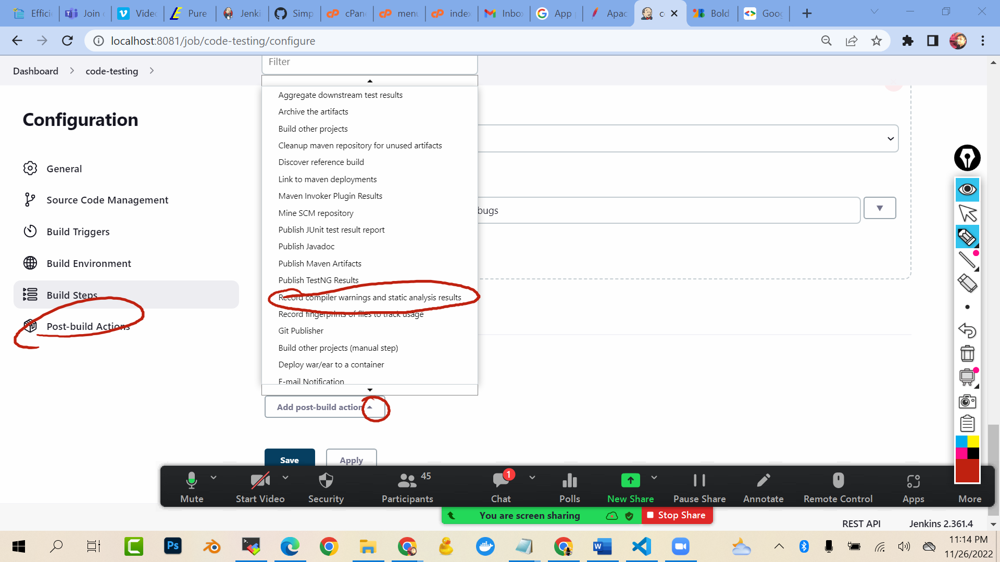 Effici
Join
Vide
Pure
Jenki
Simp
cPan
menu
index
Inbox
App
Apac
c
Bold
Goog
localhost:8081/job/code-testing/configure
Dashboard
code-testing
Filter
Configuration
General
Source Code Management
Build Triggers
Build Environment
Build Steps
Post-build Actions
Aggregate downstream test results
Archive the artifacts
Build other projects
Cleanup maven repository for unused artifacts
Discover reference build
Link to maven deployments
Maven Invoker Plugin Results
Mine SCM repository
Publish JUnit test result report
Publish Javadoc
Publish Maven Artifacts
Publish TestNG Results
Record compiler warnings and static analysis results
Record fingerprints of files to track usage
Git Publisher
Build other projects (manual step)
Deploy war/ear to a container
E-mail Notification
bugs
Add post-build action
Save
Apply
Mute
Start Video
Security
45
Participants
1
Chat
Polls
New Share
Pause Share
Annotate
Remote Control
Apps
More
You are screen sharing
Stop Share
REST API
Jenkins 2.361.4
Ps
W
11:14 PM
11/26/2022